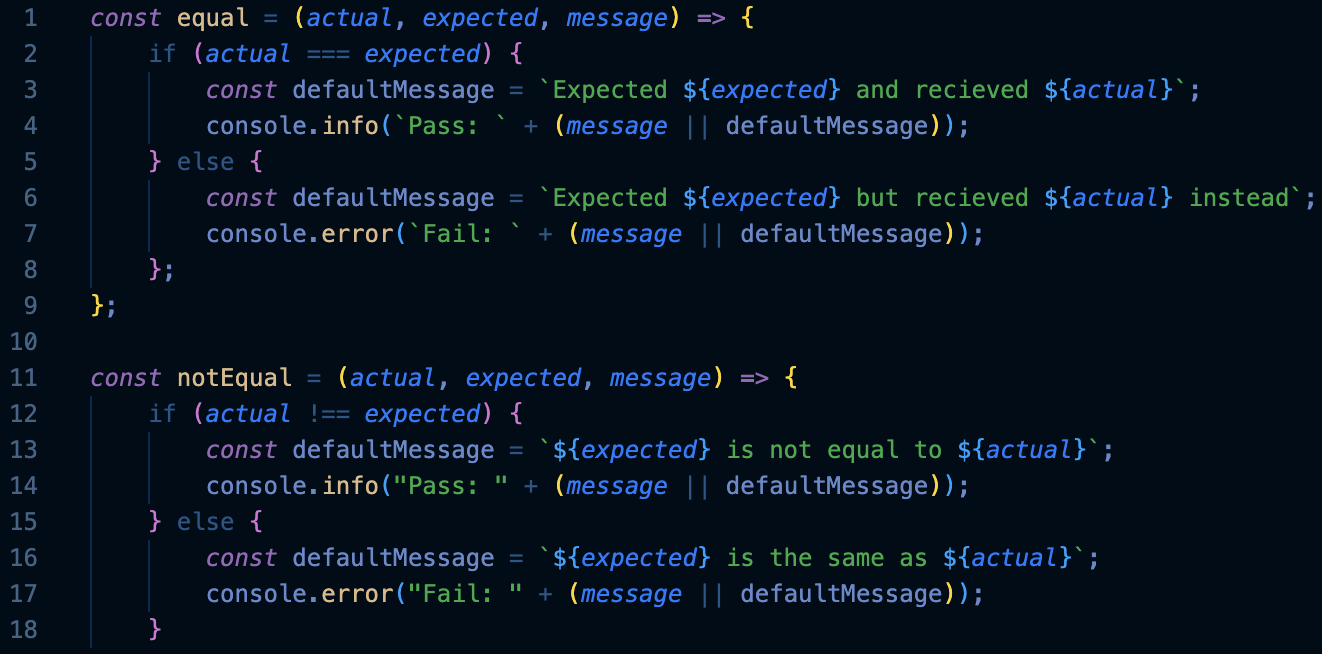 1 const equal = (actual, expected, message) => {
2 if (actual === expected) {
3 const defaultMessage = `Expected ${expected} and recieved ${actual}`;
4 console.info(`Pass: ` + (message || defaultMessage));
5 } else {
6 const defaultMessage = `Expected ${expected} but recieved ${actual} instead`;
7 console.error(`Fail: ` + (message || defaultMessage));
8 };
9 };
10
11 const notEqual = (actual, expected, message) => {
12 if (actual !== expected) {
13 const defaultMessage = `${expected} is not equal to ${actual}`;
14 console.info("Pass: " + (message || defaultMessage));
15 } else {
16 const defaultMessage = `${expected} is the same as ${actual}`;
17 console.error("Fail: " + (message || defaultMessage));
18 }